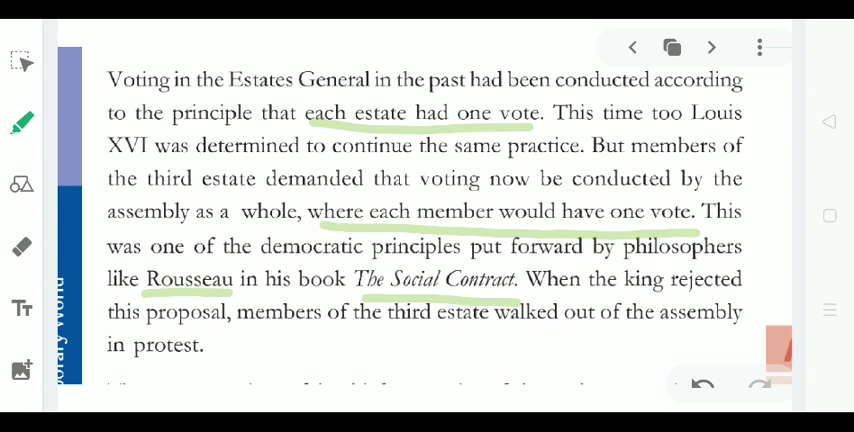 Voting in the Estates General in the past had been conducted according
to the principle that each estate had one vote. This time too Louis
XVI was determined to continue the same practice. But members of
the third estate demanded that voting now be conducted by the
assembly as a whole, where each member would have one vote. This
was one of the democratic principles put forward by philosophers
like Rousseau in his book The Social Contract. When the king rejected
this proposal, members of the third estate walked out of the assembly
in protest.
orary World
Tт